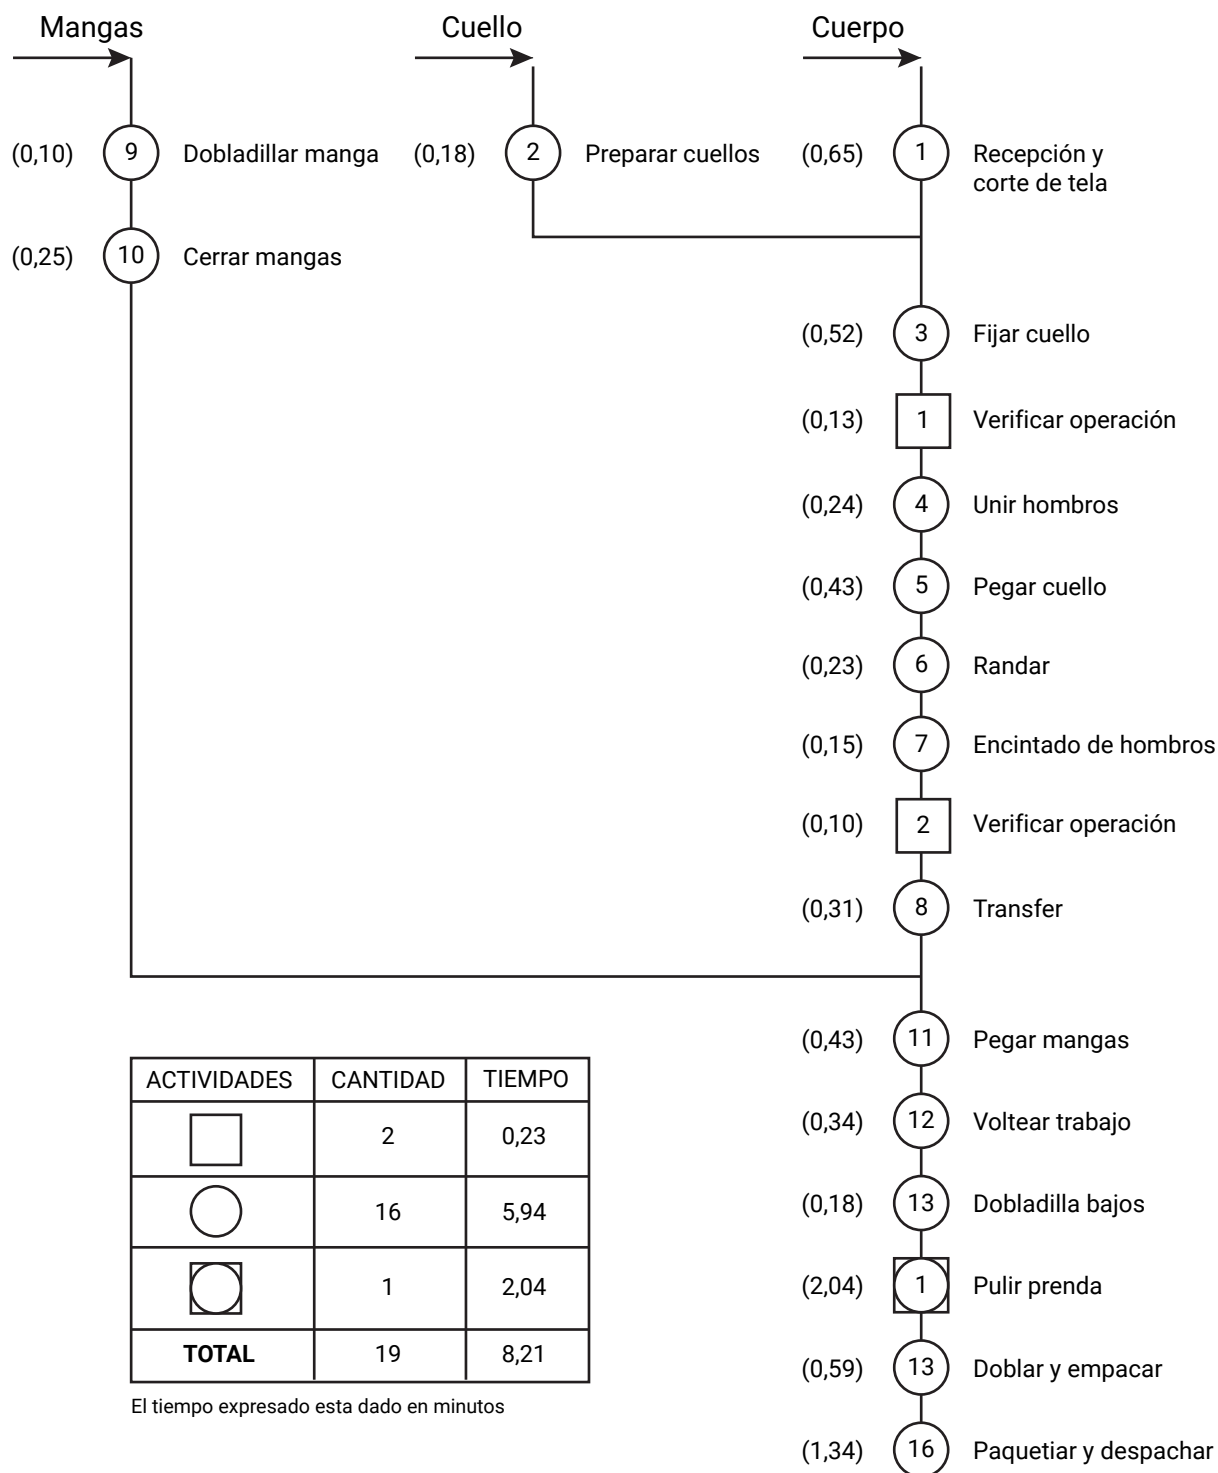 Mangas
Cuello
Cuerpo
(0,10) 9 Dobladillar manga
(0,18) 2 Preparar cuellos
(0,65) 1 Recepción y
corte de tela
(0,25) 10 Cerrar mangas
(0,52) 3 Fijar cuello
(0,13) 1 Verificar operación
(0,24) 4 Unir hombros
(0,43) 5 Pegar cuello
(0,23) 6 Randar
(0,15) 7 Encintado de hombros
(0,10) 2 Verificar operación
(0,31) 8 Transfer
(0,43) 11 Pegar mangas
(0,34) 12 Voltear trabajo
(0,18) 13 Dobladilla bajos
(2,04) 1 Pulir prenda
(0,59) 13 Doblar y empacar
(1,34) 16 Paquetiar y despachar
ACTIVIDADES CANTIDAD TIEMPO
2 0,23
16 5,94
1 2,04
TOTAL 19 8,21
El tiempo expresado esta dado en minutos